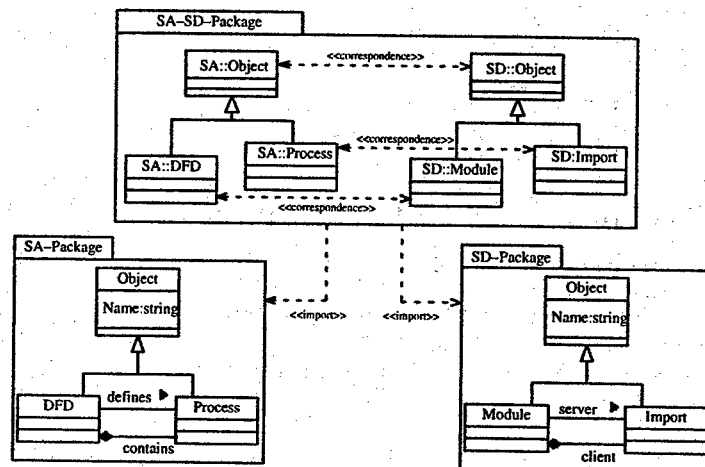 SA-SD-Package
SA::Object
<<correspondence>>
SD::Object
SA::DFD
SA::Process
<<correspondence>>
SD::Module
SD:Import
<<correspondence>>
SA-Package
Object
Name:string
<<import>>
<<import>>
DFD
defines
Process
contains
SD-Package
Object
Name:string
Module
server
Import
client